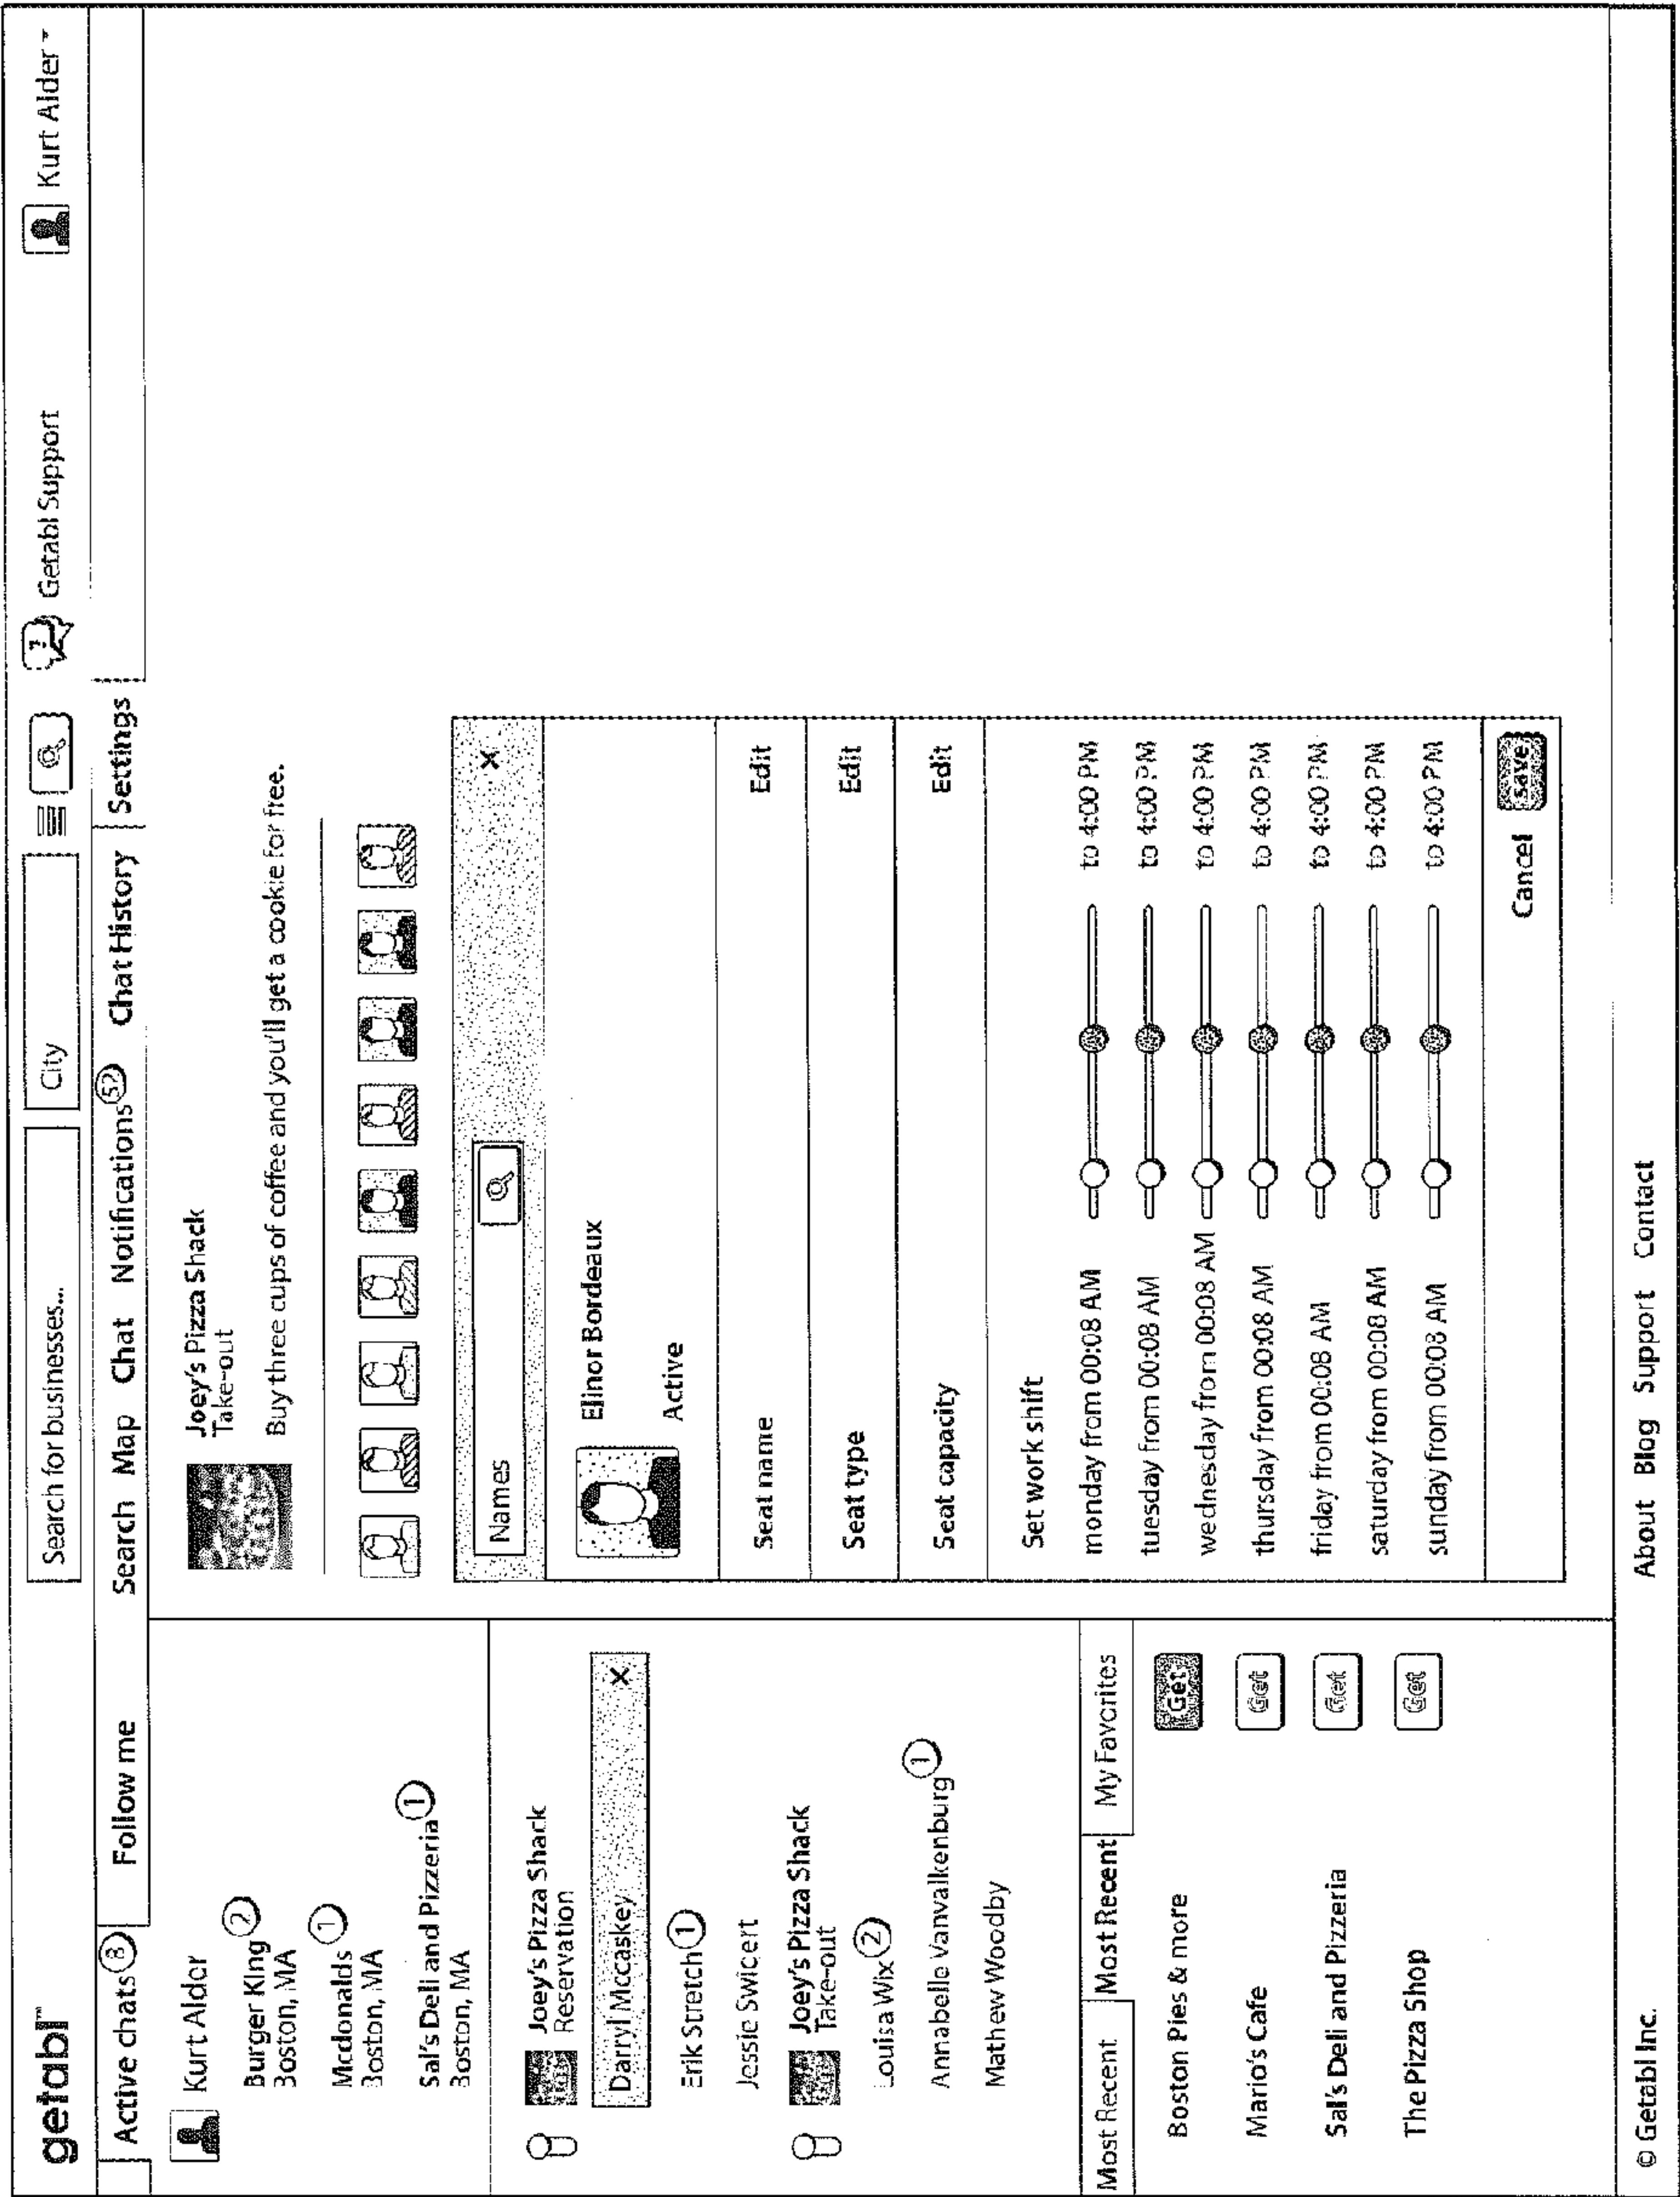 getabl™
Search for businesses...
City
Getabl Support
Kurt Alder
Active chats 8
Follow me
Search Map Chat Notifications 52 Chat History Settings
Kurt Alder
Burger King 2
Boston, MA
Mcdonalds 1
Boston, MA
Sal's Deli and Pizzeria 1
Boston, MA
Joey's Pizza Shack
Reservation
Darryl Mccaskey ×
Erik Stretch 1
Jessie Swicert
Joey's Pizza Shack
Take-out
Louisa Wix 2
Annabelle Vanvalkenburg 1
Mathew Woodby
Most Recent Most Recent My Favorites
Boston Pies & more Get
Mario's Cafe Get
Sal's Deli and Pizzeria Get
The Pizza Shop Get
Joey's Pizza Shack
Take-out
Buy three cups of coffee and you'll get a cookie for free.
Names ×
Elinor Bordeaux
Active
Seat name Edit
Seat type Edit
Seat capacity Edit
Set work shift
monday from 00:08 AM to 4:00 PM
tuesday from 00:08 AM to 4:00 PM
wednesday from 00:08 AM to 4:00 PM
thursday from 00:08 AM to 4:00 PM
friday from 00:08 AM to 4:00 PM
saturday from 00:08 AM to 4:00 PM
sunday from 00:08 AM to 4:00 PM
Cancel save
© Getabl Inc.
About Blog Support Contact